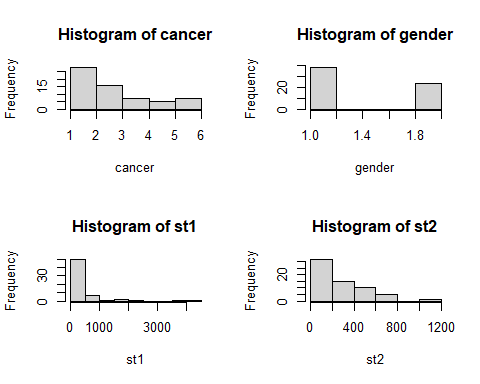 Histogram of cancer
Frequency
0 15
1 2 3 4 5 6
cancer
Histogram of gender
Frequency
0 20
1.0 1.4 1.8
gender
Histogram of st1
Frequency
0 30
0 1000 3000
st1
Histogram of st2
Frequency
0 20
0 400 800 1200
st2